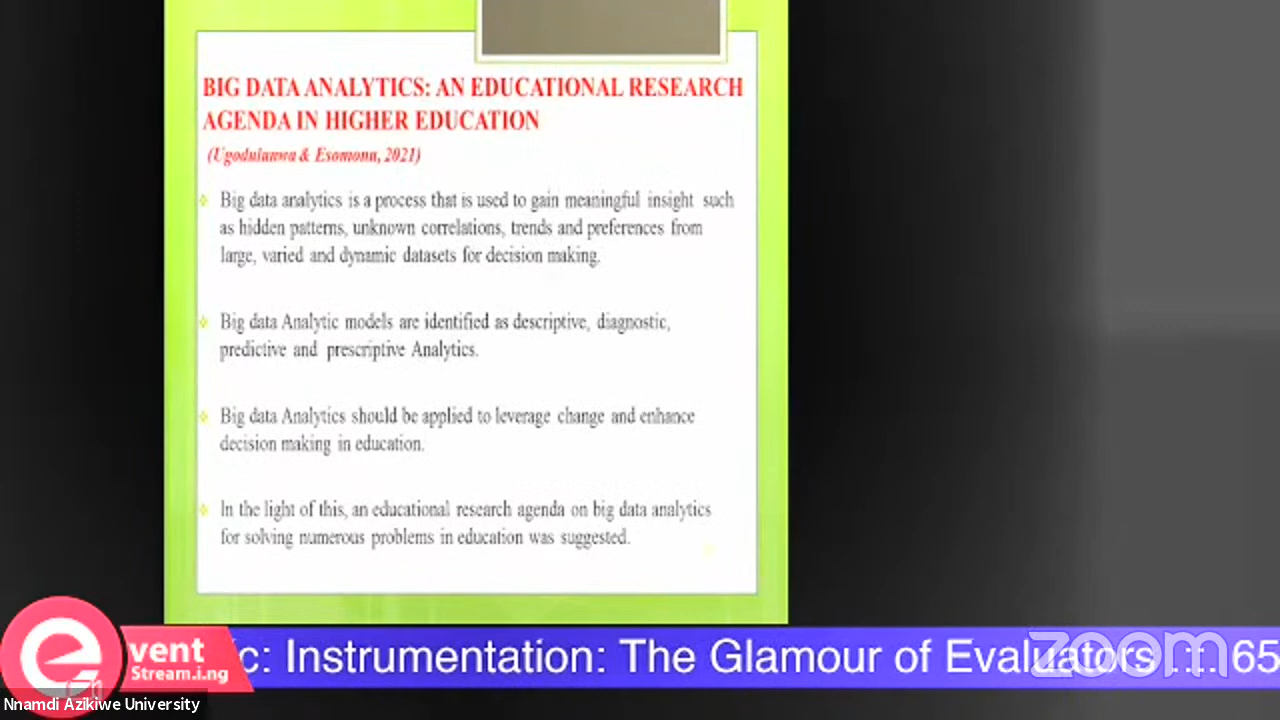 BIG DATA ANALYTICS: AN EDUCATIONAL RESEARCH
AGENDA IN HIGHER EDUCATION
(Ugodulunwa & Esomonu, 2021)
Big data analytics is a process that is used to gain meaningful insight such
as hidden patterns, unknown correlations, trends and preferences from
large, varied and dynamic datasets for decision making.
Big data Analytic models are identified as descriptive, diagnostic,
predictive and prescriptive Analytics.
Big data Analytics should be applied to leverage change and enhance
decision making in education.
In the light of this, an educational research agenda on big data analytics
for solving numerous problems in education was suggested.
event
Stream.i.ng
c: Instrumentation: The Glamour of Evaluators .::. 65
zoom
Nnamdi Azikiwe University